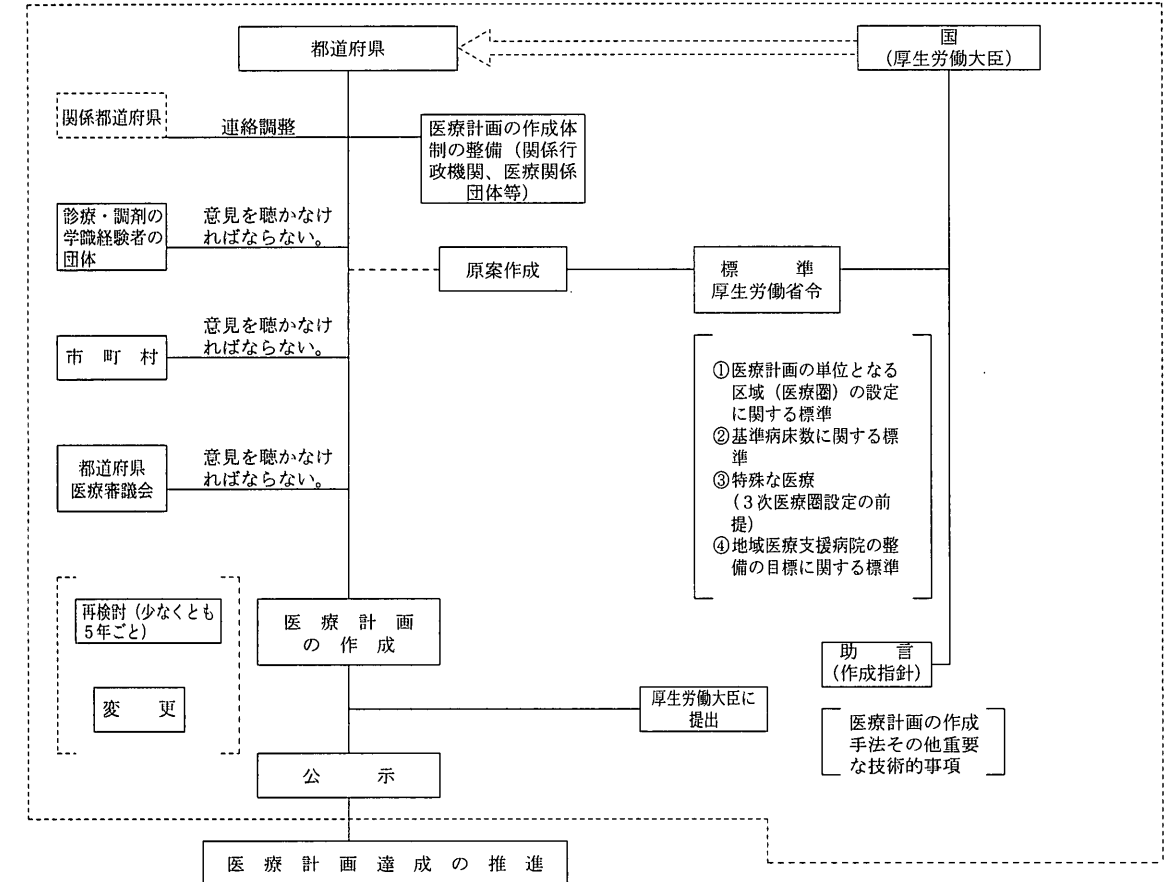 都道府県
国
(厚生労働大臣)
関係都道府県
連絡調整
医療計画の作成体
制の整備(関係行
政機関、医療関係
団体等)
診療・調剤の
学識経験者の
団体
意見を聴かなけ
ればならない。
原案作成
標 準
厚生労働省令
市 町 村
意見を聴かなけ
ればならない。
①医療計画の単位となる
区域(医療圏)の設定
に関する標準
②基準病床数に関する標
準
③特殊な医療
(3次医療圏設定の前
提)
④地域医療支援病院の整
備の目標に関する標準
都道府県
医療審議会
意見を聴かなけ
ればならない。
再検討(少なくとも
5年ごと)
変 更
医 療 計 画
の 作 成
助 言
(作成指針)
厚生労働大臣に
提出
医療計画の作成
手法その他重要
な技術的事項
公 示
医 療 計 画 達 成 の 推 進